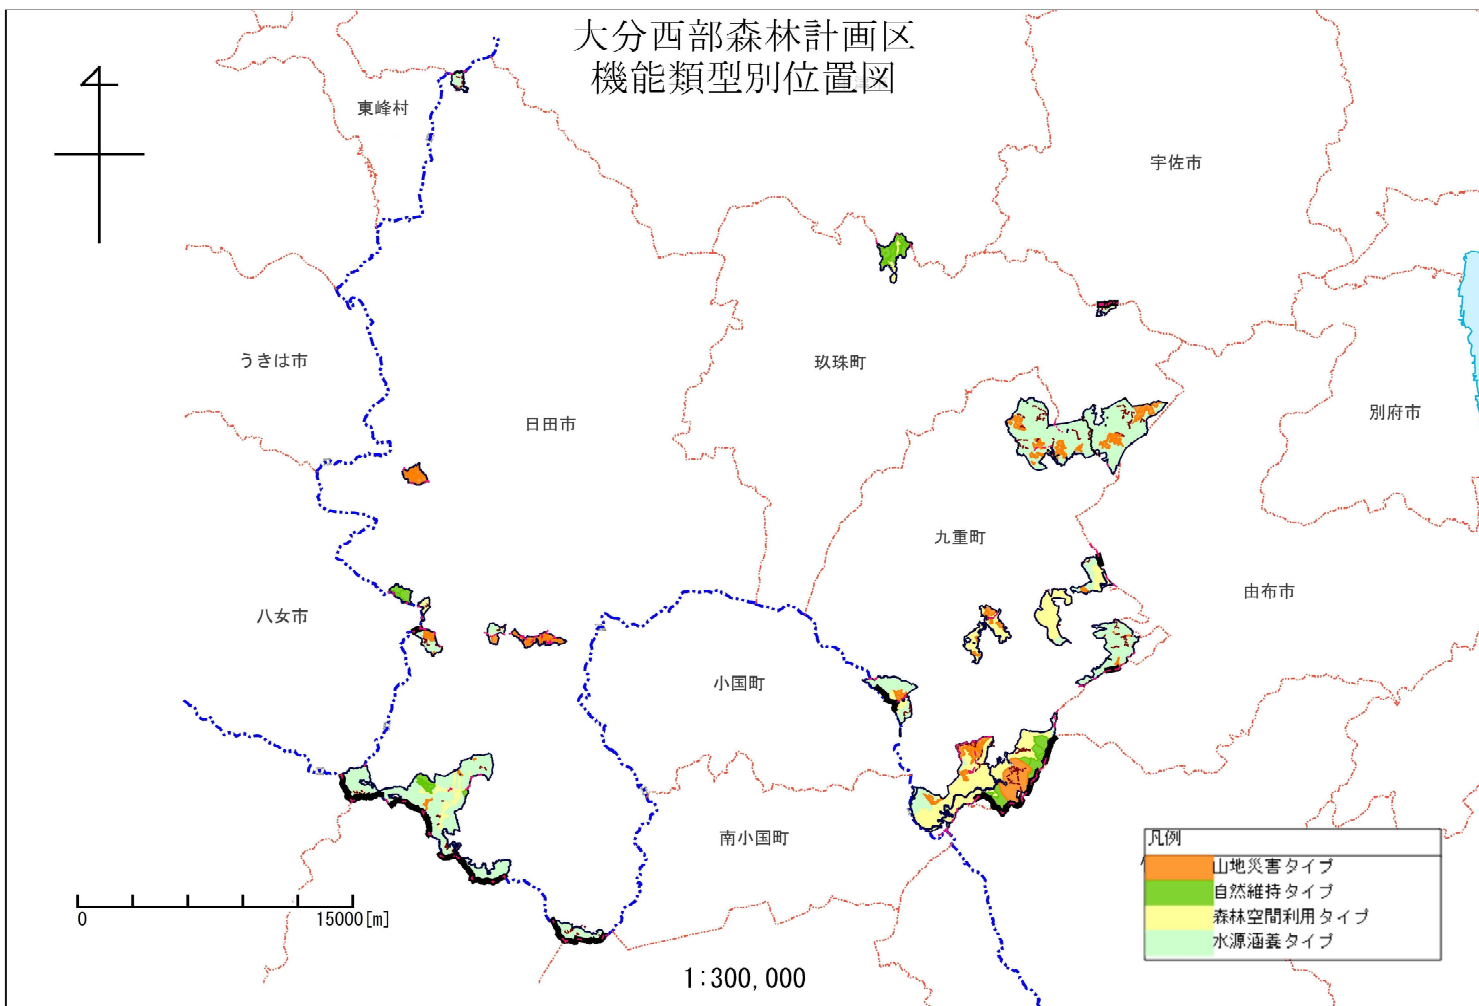 大分西部森林計画区
機能類型別位置図
東峰村
宇佐市
うきは市
玖珠町
日田市
別府市
九重町
由布市
八女市
小国町
南小国町
凡例
山地災害タイプ
自然維持タイプ
森林空間利用タイプ
水源涵養タイプ
0 15000[m]
1:300,000